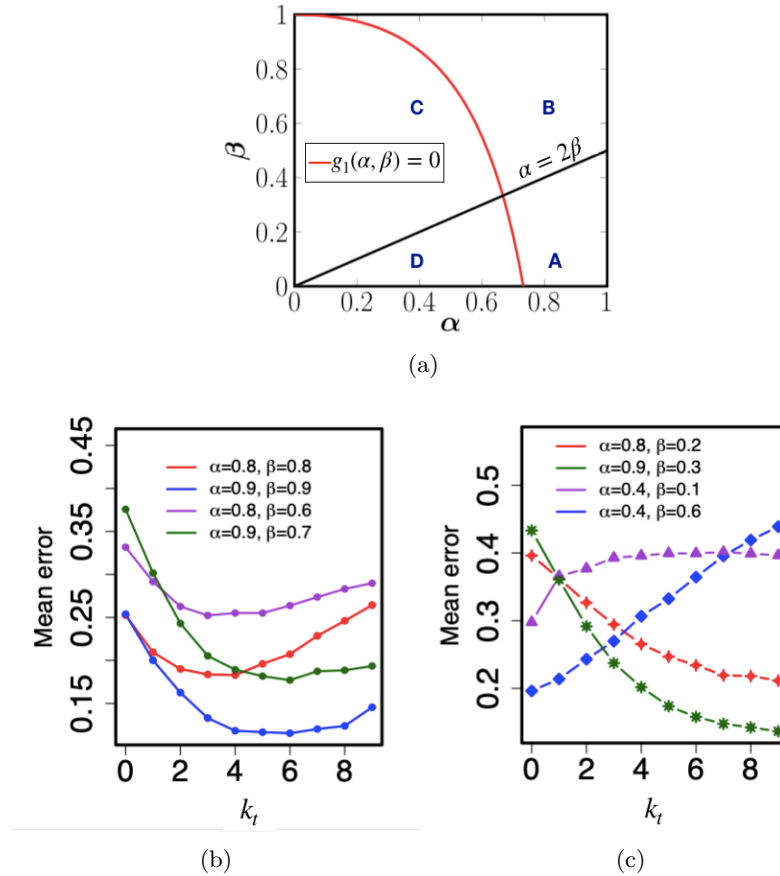 1
0.8
0.6
0.4
0.2
0
β
C
B
g₁(α, β) = 0
α = 2β
D
A
0 0.2 0.4 0.6 0.8 1
α
(a)
0.45
0.35
0.25
0.15
Mean error
α=0.8, β=0.8
α=0.9, β=0.9
α=0.8, β=0.6
α=0.9, β=0.7
0 2 4 6 8
kₜ
(b)
0.5
0.4
0.3
0.2
Mean error
α=0.8, β=0.2
α=0.9, β=0.3
α=0.4, β=0.1
α=0.4, β=0.6
0 2 4 6 8
kₜ
(c)